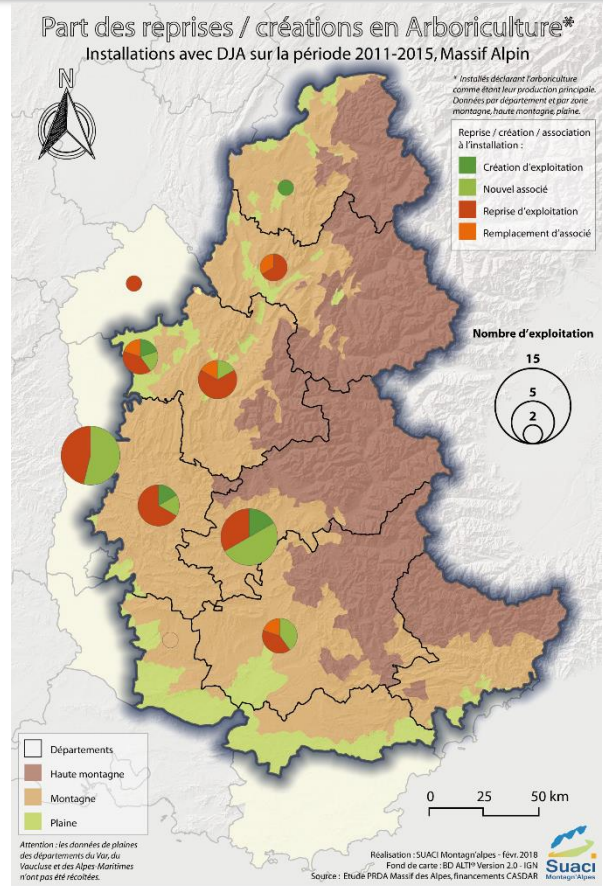 Part des reprises / créations en Arboriculture*
Installations avec DJA sur la période 2011-2015, Massif Alpin
N
* Installés déclarant l'arboriculture
comme étant leur production principale.
Données par département et par zone
montagne, haute montagne, plaine.
Reprise / création / association
à l'installation :
Création d'exploitation
Nouvel associé
Reprise d'exploitation
Remplacement d'associé
Nombre d'exploitation
15
5
2
Départements
Haute montagne
Montagne
Plaine
Attention : les données de plaines
des départements du Var, du
Vaucluse et des Alpes-Maritimes
n'ont pas été récoltées.
0 25 50 km
Réalisation : SUACI Montagn'alpes - févr. 2018
Fond de carte : BD ALTI® Version 2.0 - IGN
Source : Etude PRDA Massif des Alpes, financements CASDAR
Suaci
Montagn'Alpes